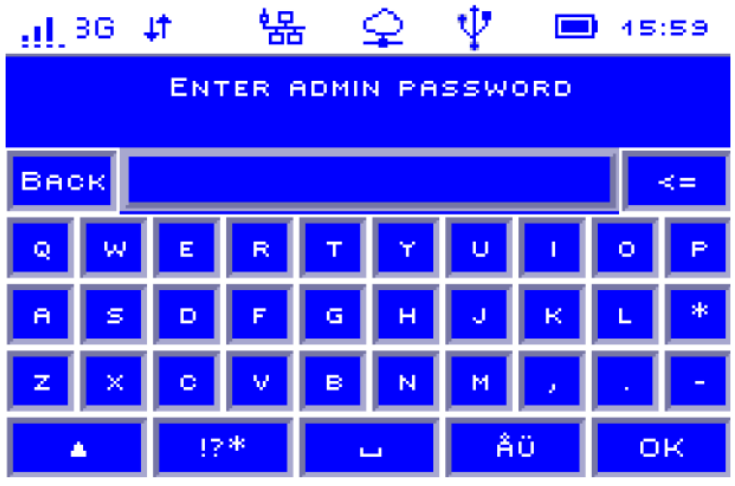 3G 15:59
ENTER ADMIN PASSWORD
BACK <=
Q W E R T Y U I O P
A S D F G H J K L *
Z X C V B N M , . -
▲ !?* ⎵ ÅÜ OK